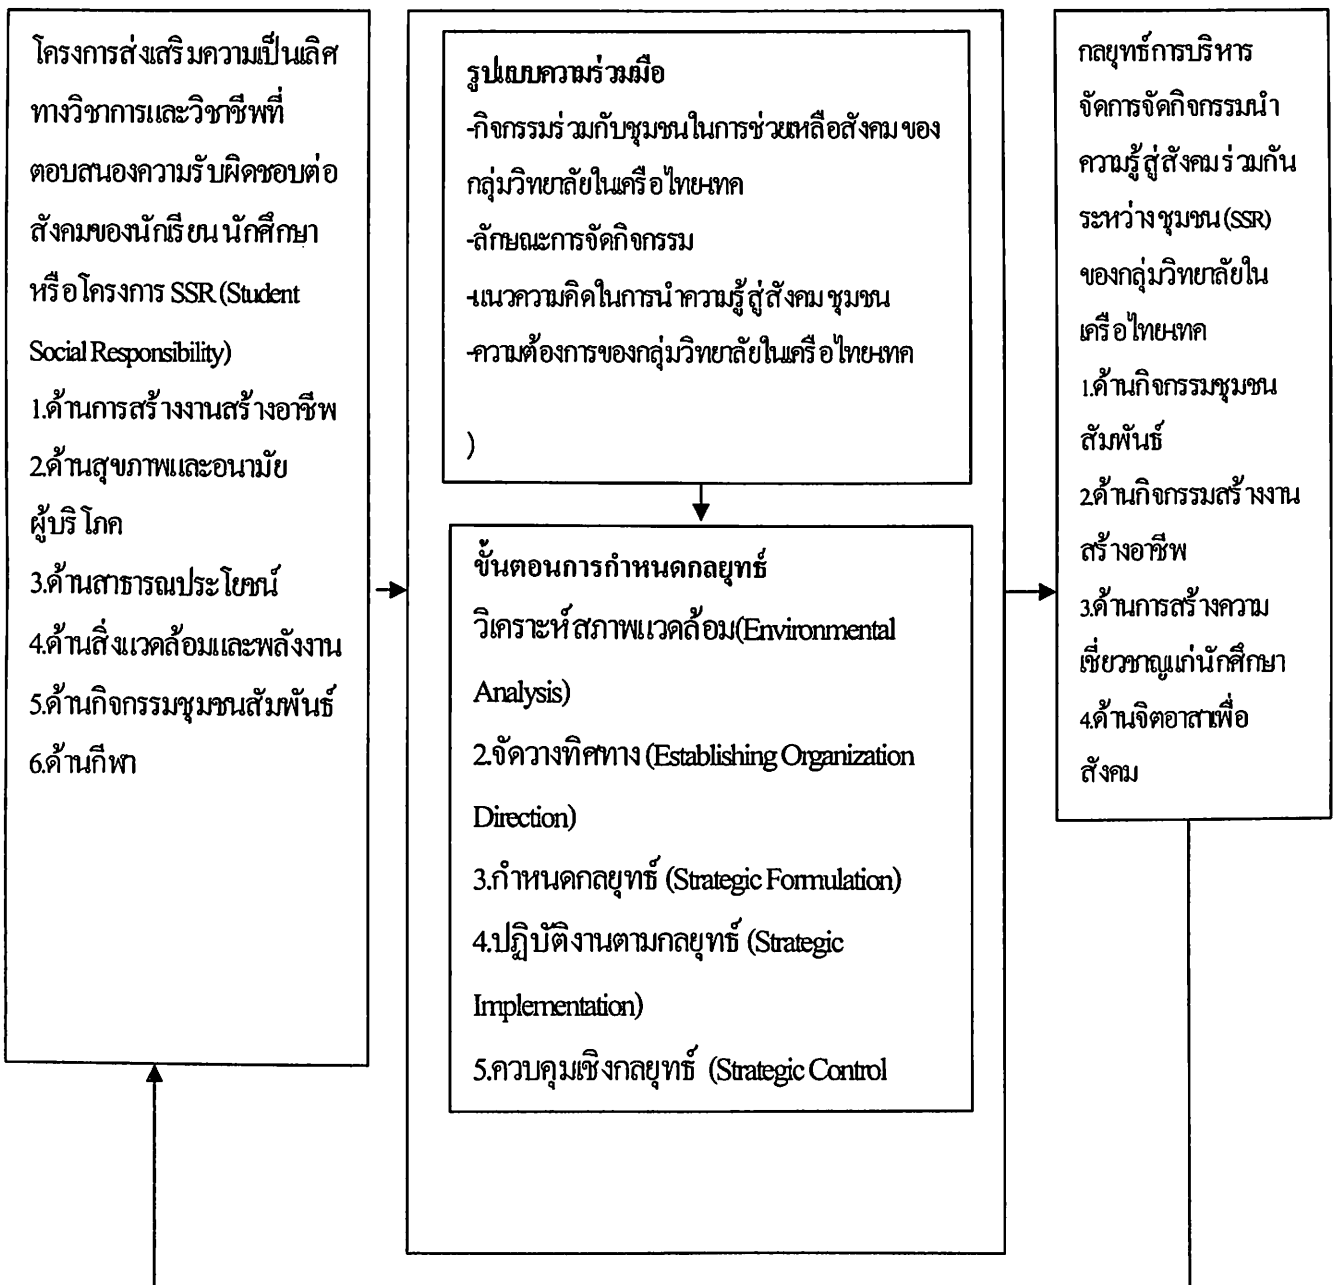 โครงการส่งเสริมความเป็นเลิศ
ทางวิชาการและวิชาชีพที่
ตอบสนองความรับผิดชอบต่อ
สังคมของนักเรียน นักศึกษา
หรือโครงการ SSR (Student
Social Responsibility)
1.ด้านการสร้างงานสร้างอาชีพ
2.ด้านสุขภาพและอนามัย
ผู้บริโภค
3.ด้านสาธารณประโยชน์
4.ด้านสิ่งแวดล้อมและพลังงาน
5.ด้านกิจกรรมชุมชนสัมพันธ์
6.ด้านกีฬา
รูปแบบความร่วมมือ
-กิจกรรมร่วมกับชุมชนในการช่วยเหลือสังคม ของ
กลุ่มวิทยาลัยในเครือไทย-เทค
-ลักษณะการจัดกิจกรรม
-แนวความคิดในการนำความรู้สู่สังคม ชุมชน
-ความต้องการของกลุ่มวิทยาลัยในเครือไทย-เทค
)
ขั้นตอนการกำหนดกลยุทธ์
วิเคราะห์สภาพแวดล้อม(Environmental
Analysis)
2.จัดวางทิศทาง (Establishing Organization
Direction)
3.กำหนดกลยุทธ์ (Strategic Formulation)
4.ปฏิบัติงานตามกลยุทธ์ (Strategic
Implementation)
5.ควบคุมเชิงกลยุทธ์ (Strategic Control
กลยุทธ์การบริหาร
จัดการจัดกิจกรรมนำ
ความรู้สู่สังคมร่วมกัน
ระหว่างชุมชน (SSR)
ของกลุ่มวิทยาลัยใน
เครือไทย-เทค
1.ด้านกิจกรรมชุมชน
สัมพันธ์
2.ด้านกิจกรรมสร้างงาน
สร้างอาชีพ
3.ด้านการสร้างความ
เชี่ยวชาญแก่นักศึกษา
4.ด้านจิตอาสาเพื่อ
สังคม